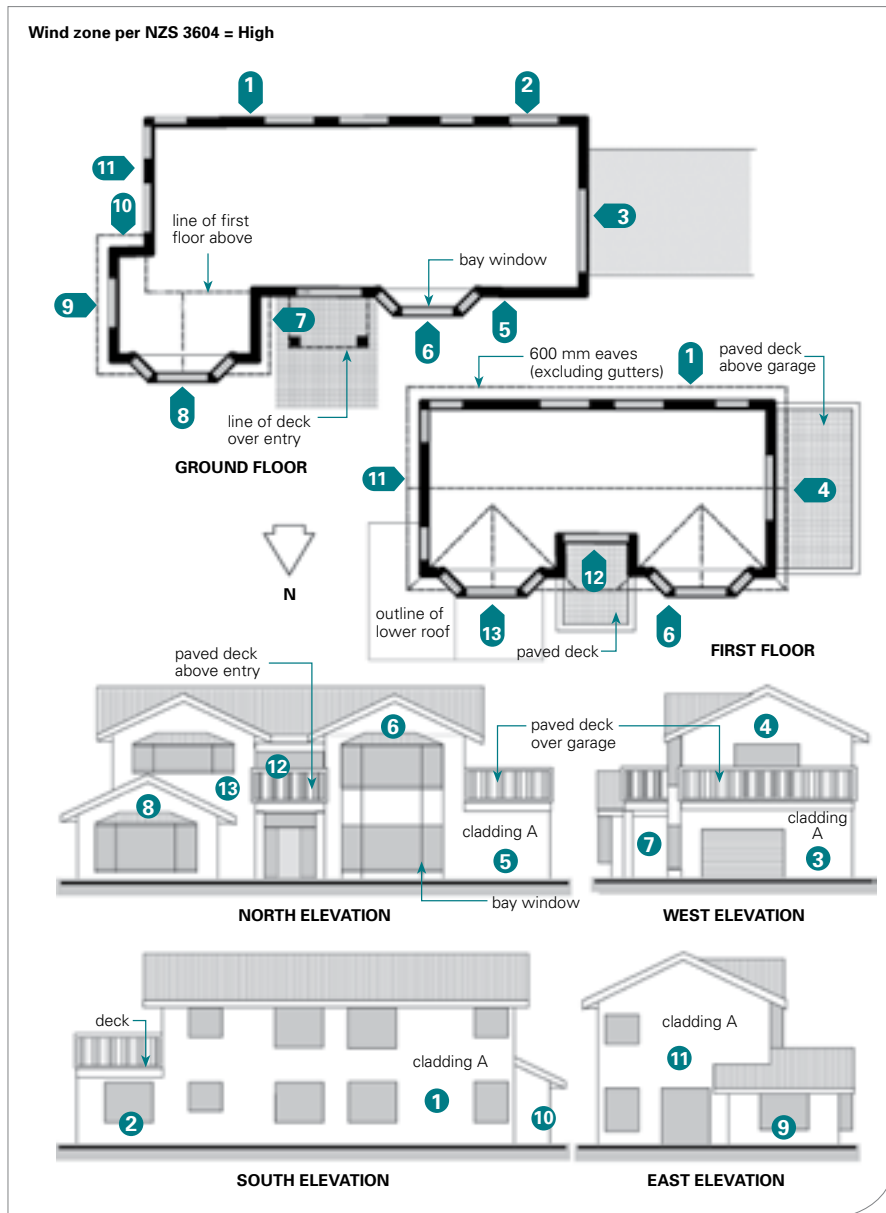 Wind zone per NZS 3604 = High
1
2
11
10
line of first
floor above
3
bay window
9
7
5
6
600 mm eaves
(excluding gutters)
1
paved deck
above garage
8
line of deck
over entry
GROUND FLOOR
11
4
N
12
outline of
lower roof
13
paved deck
6
FIRST FLOOR
paved deck
above entry
6
paved deck
over garage
4
12
13
8
cladding A
5
cladding
A
7
3
bay window
NORTH ELEVATION
WEST ELEVATION
deck
cladding A
1
2
10
cladding A
11
9
SOUTH ELEVATION
EAST ELEVATION